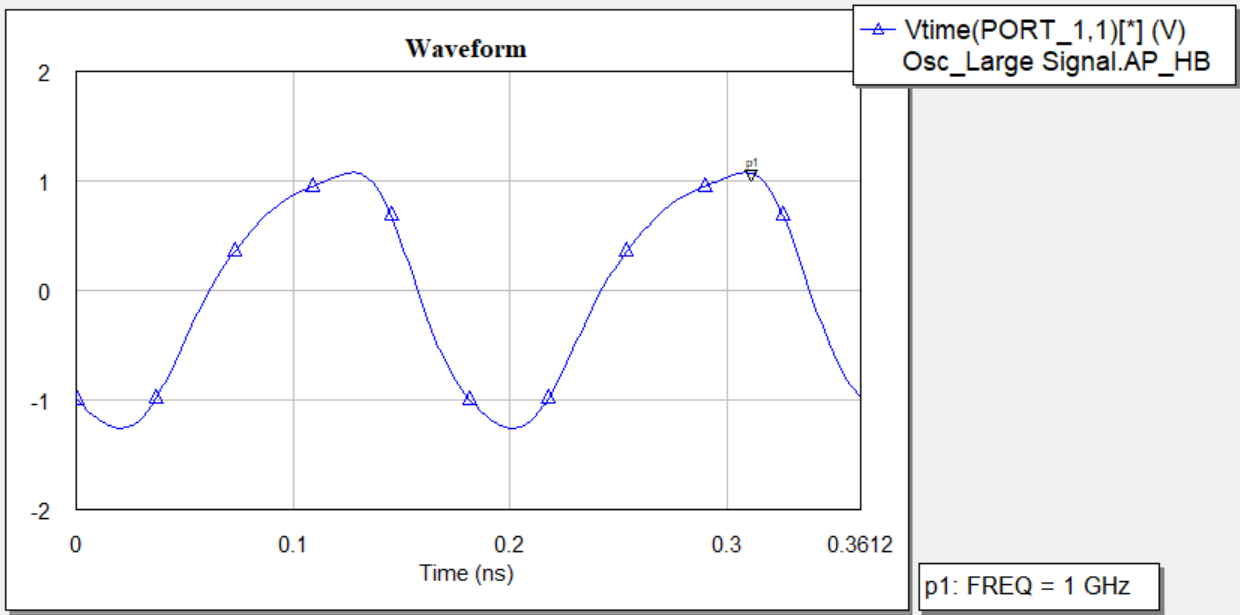 Vtime(PORT_1,1)[*] (V)
Osc_Large Signal.AP_HB
Waveform
2
1
0
-1
-2
p1
0
0.1
0.2
0.3
0.3612
Time (ns)
p1: FREQ = 1 GHz